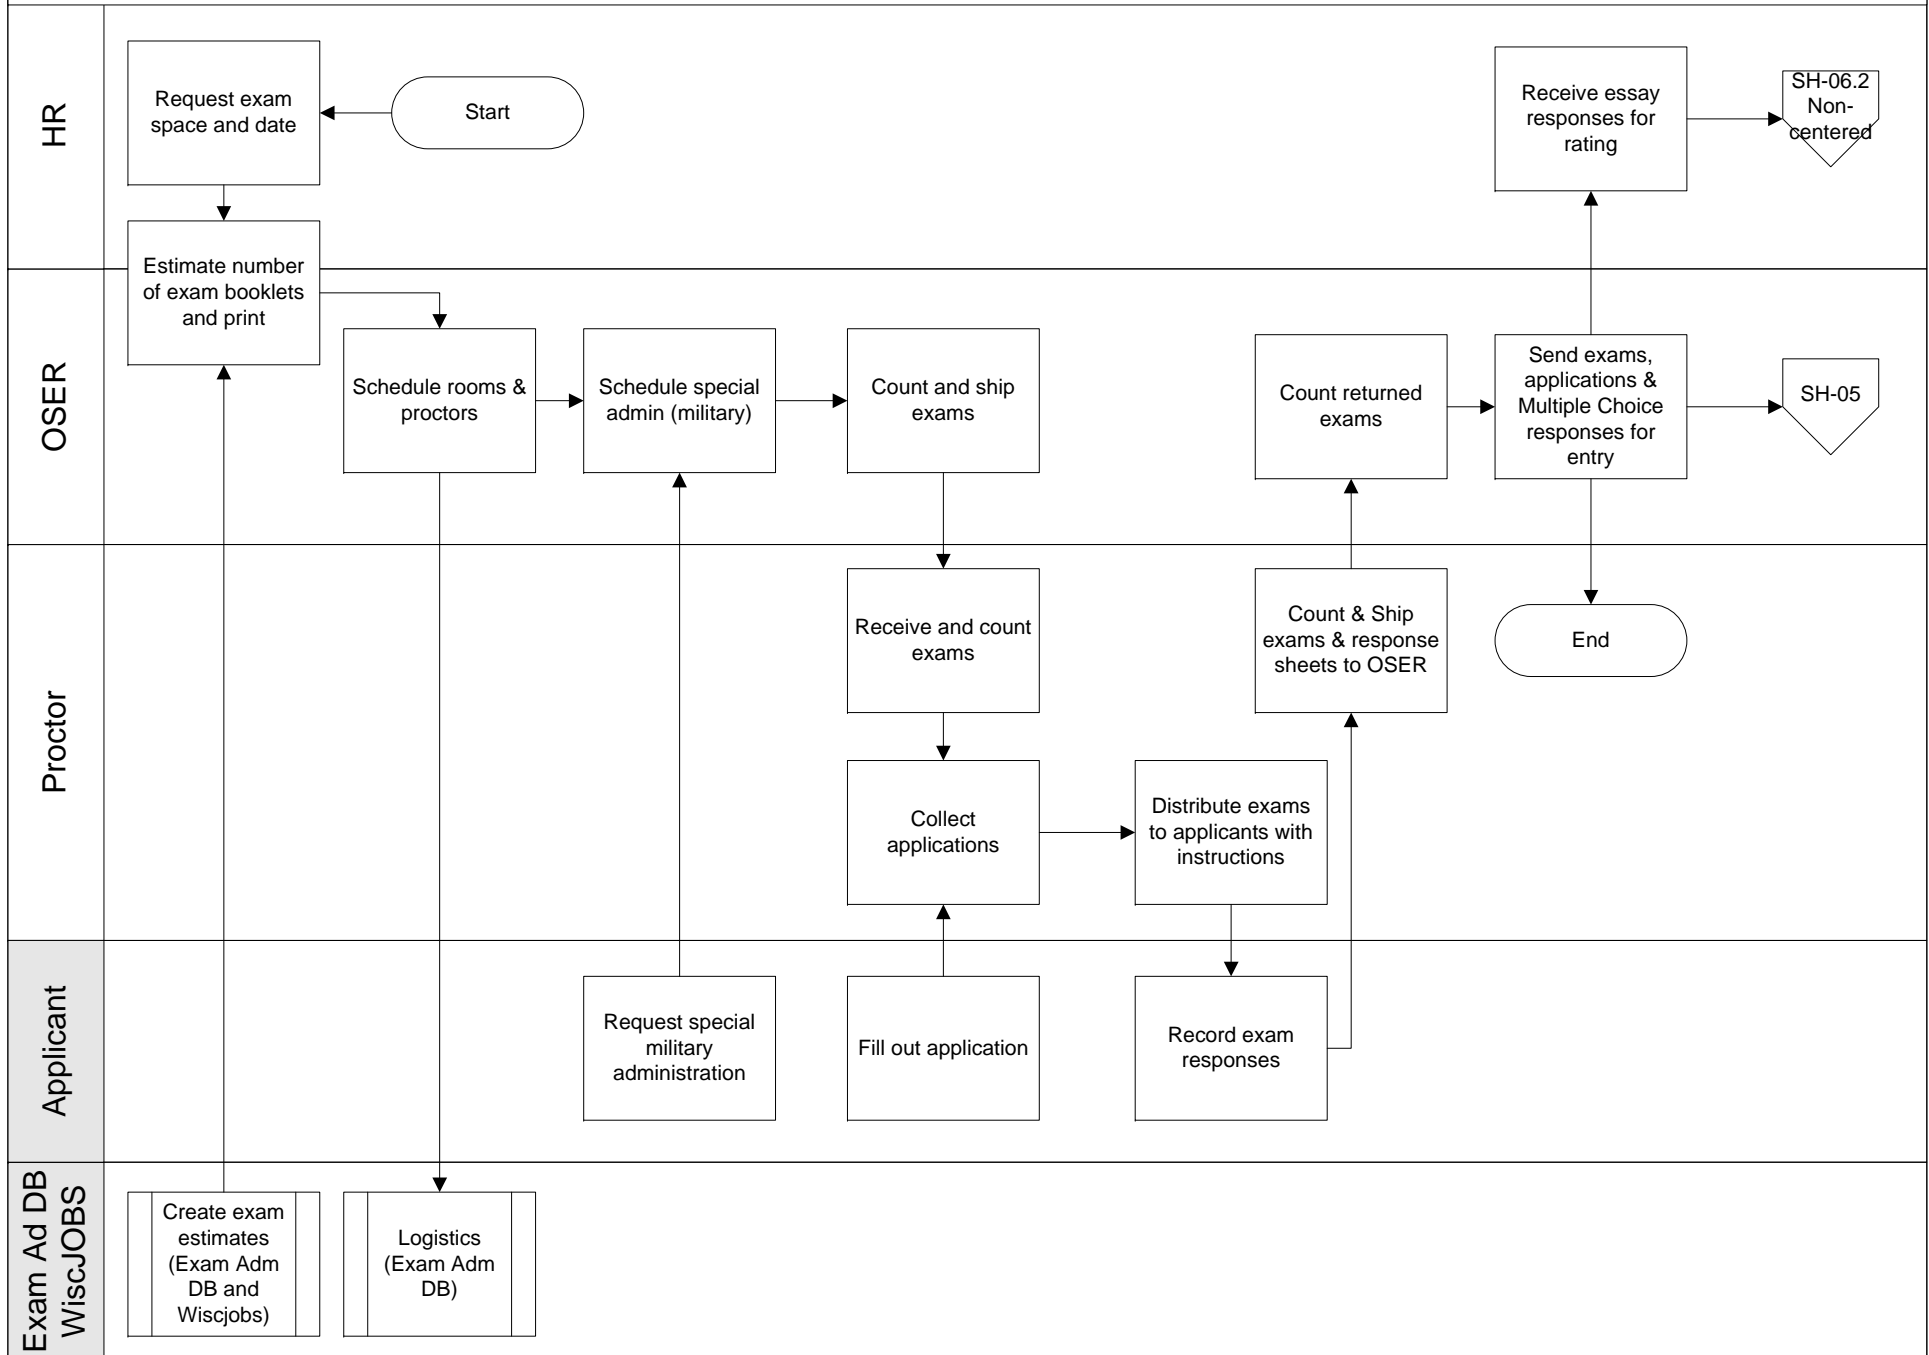 HR
Request exam
space and date
Start
Receive essay
responses for
rating
SH-06.2
Non-
centered
Estimate number
of exam booklets
and print
OSER
Schedule rooms &
proctors
Schedule special
admin (military)
Count and ship
exams
Count returned
exams
Send exams,
applications &
Multiple Choice
responses for
entry
SH-05
Proctor
Receive and count
exams
Count & Ship
exams & response
sheets to OSER
End
Collect
applications
Distribute exams
to applicants with
instructions
Applicant
Request special
military
administration
Fill out application
Record exam
responses
Exam Ad DB
WiscJOBS
Create exam
estimates
(Exam Adm
DB and
Wiscjobs)
Logistics
(Exam Adm
DB)